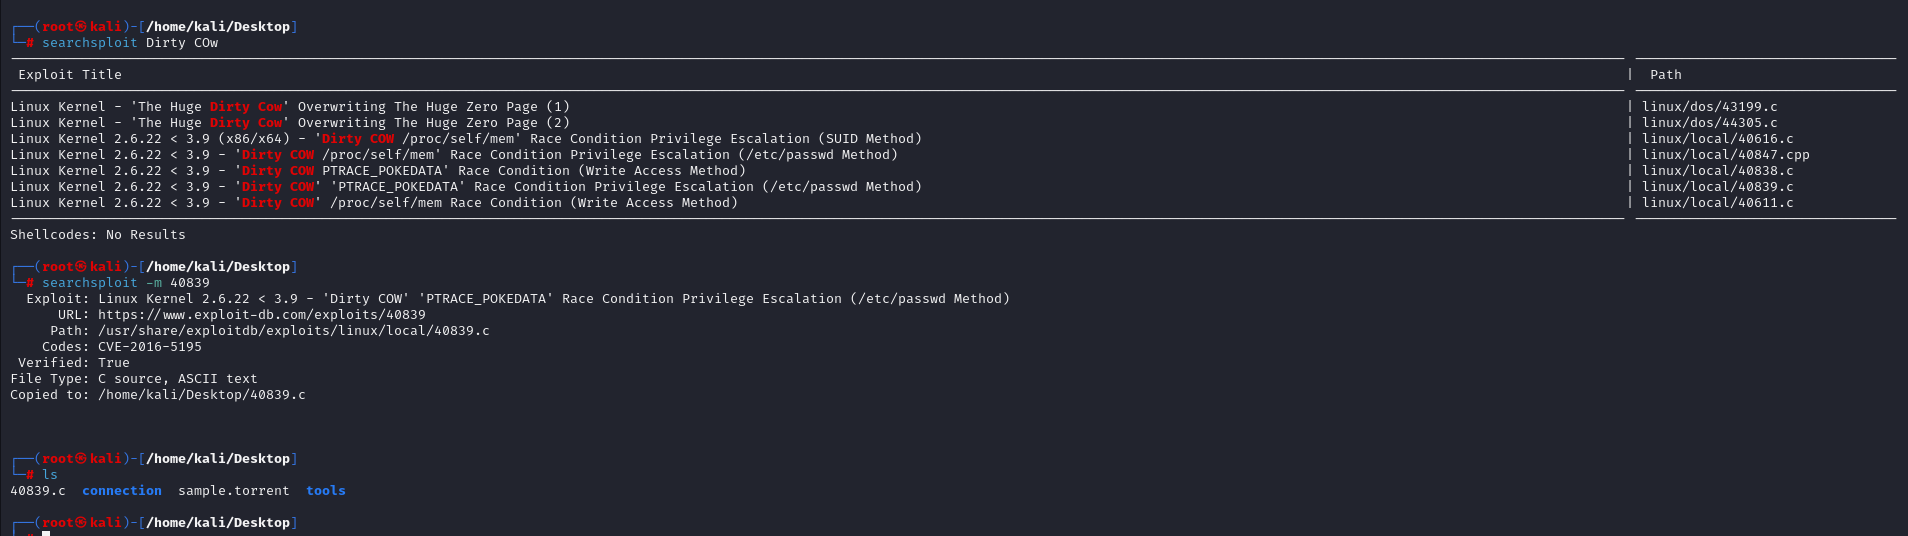 ┌──(root㉿kali)-[/home/kali/Desktop]
└─# searchsploit Dirty COw
Exploit Title | Path
Linux Kernel - 'The Huge Dirty Cow' Overwriting The Huge Zero Page (1) | linux/dos/43199.c
Linux Kernel - 'The Huge Dirty Cow' Overwriting The Huge Zero Page (2) | linux/dos/44305.c
Linux Kernel 2.6.22 < 3.9 (x86/x64) - 'Dirty COW /proc/self/mem' Race Condition Privilege Escalation (SUID Method) | linux/local/40616.c
Linux Kernel 2.6.22 < 3.9 - 'Dirty COW /proc/self/mem' Race Condition Privilege Escalation (/etc/passwd Method) | linux/local/40847.cpp
Linux Kernel 2.6.22 < 3.9 - 'Dirty COW PTRACE_POKEDATA' Race Condition (Write Access Method) | linux/local/40838.c
Linux Kernel 2.6.22 < 3.9 - 'Dirty COW' 'PTRACE_POKEDATA' Race Condition Privilege Escalation (/etc/passwd Method) | linux/local/40839.c
Linux Kernel 2.6.22 < 3.9 - 'Dirty COW' /proc/self/mem Race Condition (Write Access Method) | linux/local/40611.c
Shellcodes: No Results
┌──(root㉿kali)-[/home/kali/Desktop]
└─# searchsploit -m 40839
Exploit: Linux Kernel 2.6.22 < 3.9 - 'Dirty COW' 'PTRACE_POKEDATA' Race Condition Privilege Escalation (/etc/passwd Method)
URL: https://www.exploit-db.com/exploits/40839
Path: /usr/share/exploitdb/exploits/linux/local/40839.c
Codes: CVE-2016-5195
Verified: True
File Type: C source, ASCII text
Copied to: /home/kali/Desktop/40839.c
┌──(root㉿kali)-[/home/kali/Desktop]
└─# ls
40839.c connection sample.torrent tools
┌──(root㉿kali)-[/home/kali/Desktop]
└─#